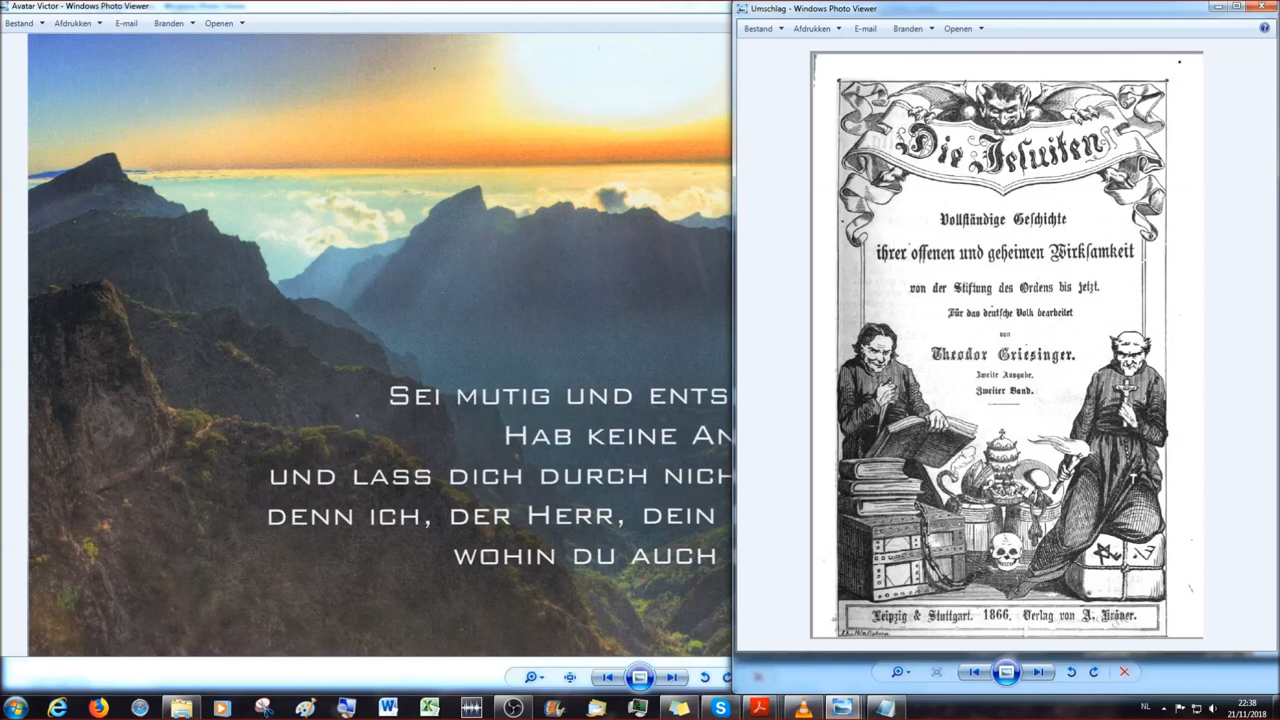 Avatar Victor - Windows Photo Viewer
Bestand Afdrukken E-mail Branden Openen
SEI MUTIG UND ENTS
HAB KEINE AN
UND LASS DICH DURCH NICH
DENN ICH, DER HERR, DEIN
WOHIN DU AUCH
Umschlag - Windows Photo Viewer
Bestand Afdrukken E-mail Branden Openen
Die Jesuiten
Vollständige Geschichte
ihrer offenen und geheimen Wirksamkeit
von der Stiftung des Ordens bis jetzt.
Für das deutsche Volk bearbeitet
von
Theodor Griesinger.
Zweite Ausgabe.
Zweiter Band.
Leipzig & Stuttgart. 1866. Verlag von A. Kröner.
NL
22:38
21/11/2018